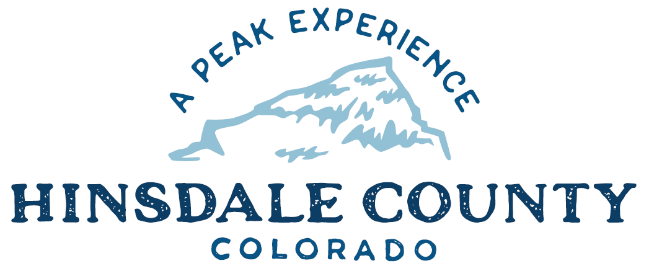 A PEAK EXPERIENCE
HINSDALE COUNTY
COLORADO